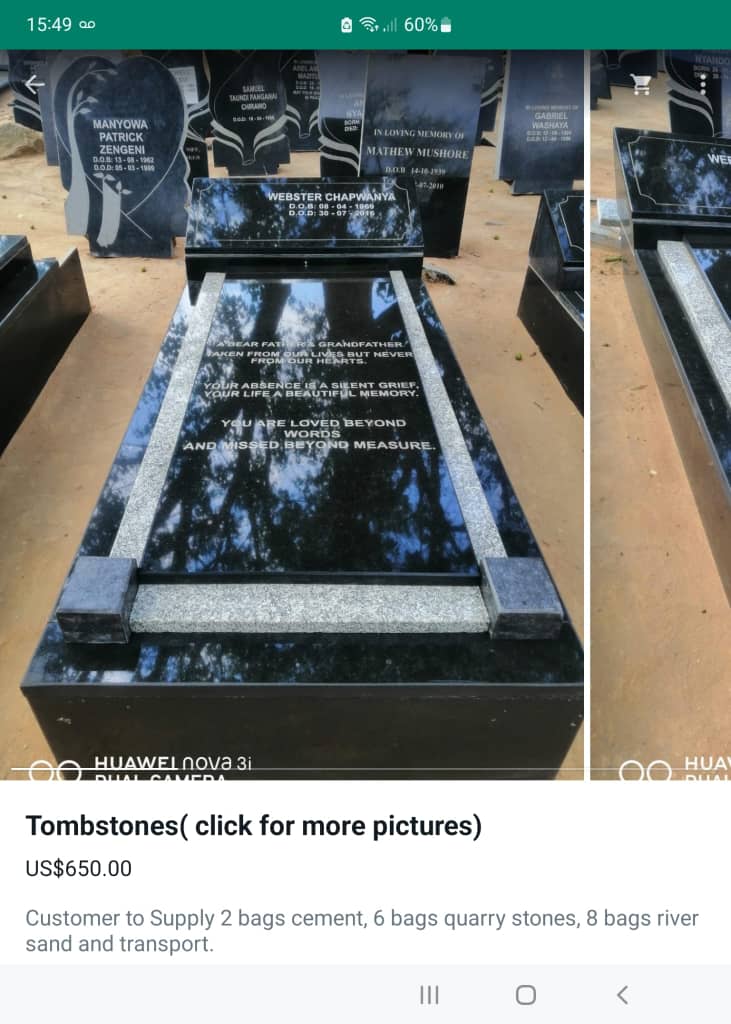 15:49
60%
MANYOWA
PATRICK
ZENGENI
D.O.B: 13 - 08 - 1962
D.O.D: 05 - 03 - 1999
SAMUEL
TAUNDI PANGANAI
CHIRAWO
IN LOVING MEMORY OF
MATHEW MUSHORE
D.O.B 14-10-1939
-07-2010
IN LOVING MEMORY OF
GABRIEL
WASHAYA
WEBSTER CHAPWANYA
D.O.B: 08 - 04 - 1969
D.O.D: 30 - 07 - 2016
A DEAR FATHER & GRANDFATHER
TAKEN FROM OUR LIVES BUT NEVER
FROM OUR HEARTS.
YOUR ABSENCE IS A SILENT GRIEF,
YOUR LIFE A BEAUTIFUL MEMORY.
YOU ARE LOVED BEYOND
WORDS
AND MISSED BEYOND MEASURE.
WE
HUAWEI nova 3i
DUAL CAMERA
HUA
DUAL
Tombstones( click for more pictures)
US$650.00
Customer to Supply 2 bags cement, 6 bags quarry stones, 8 bags river
sand and transport.